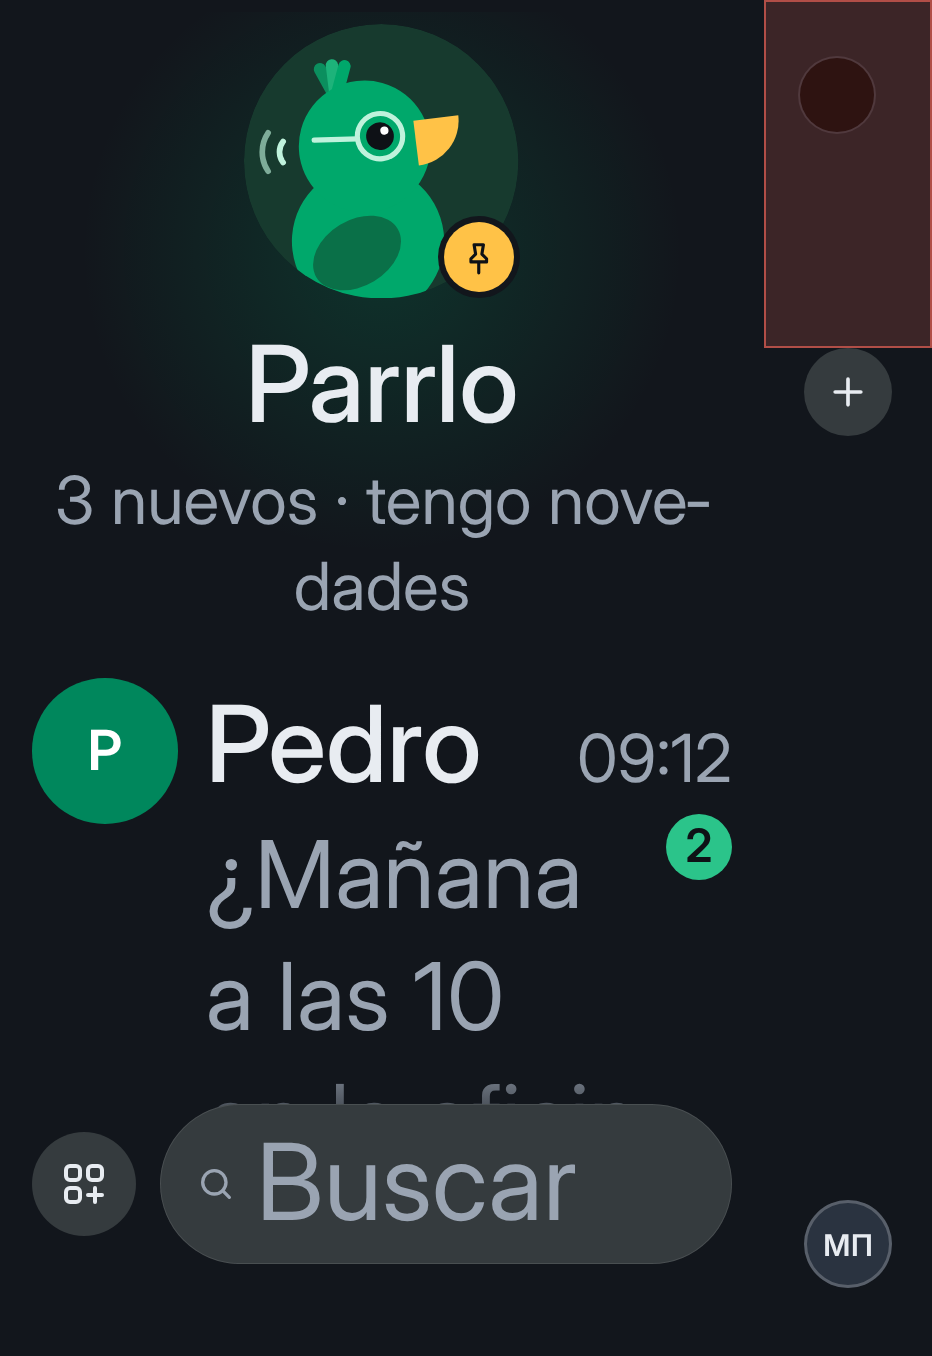 Parrlo
3 nuevos · tengo nove-
dades
P
Pedro
09:12
¿Mañana
2
a las 10
Buscar
МП